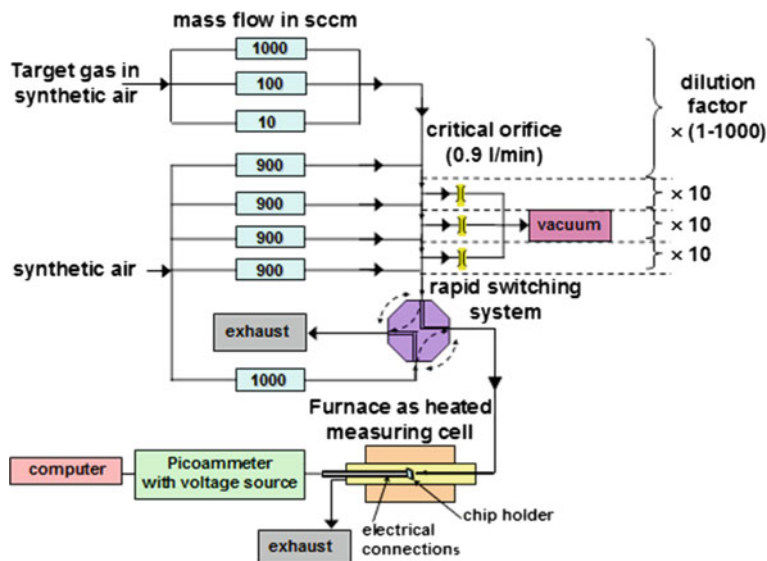 mass flow in sccm
1000
Target gas in
synthetic air
100
10
dilution
factor
× (1-1000)
critical orifice
(0.9 l/min)
900
900
900
900
× 10
× 10
× 10
vacuum
synthetic air
rapid switching
system
exhaust
1000
Furnace as heated
measuring cell
computer
Picoammeter
with voltage source
chip holder
electrical
connections
exhaust